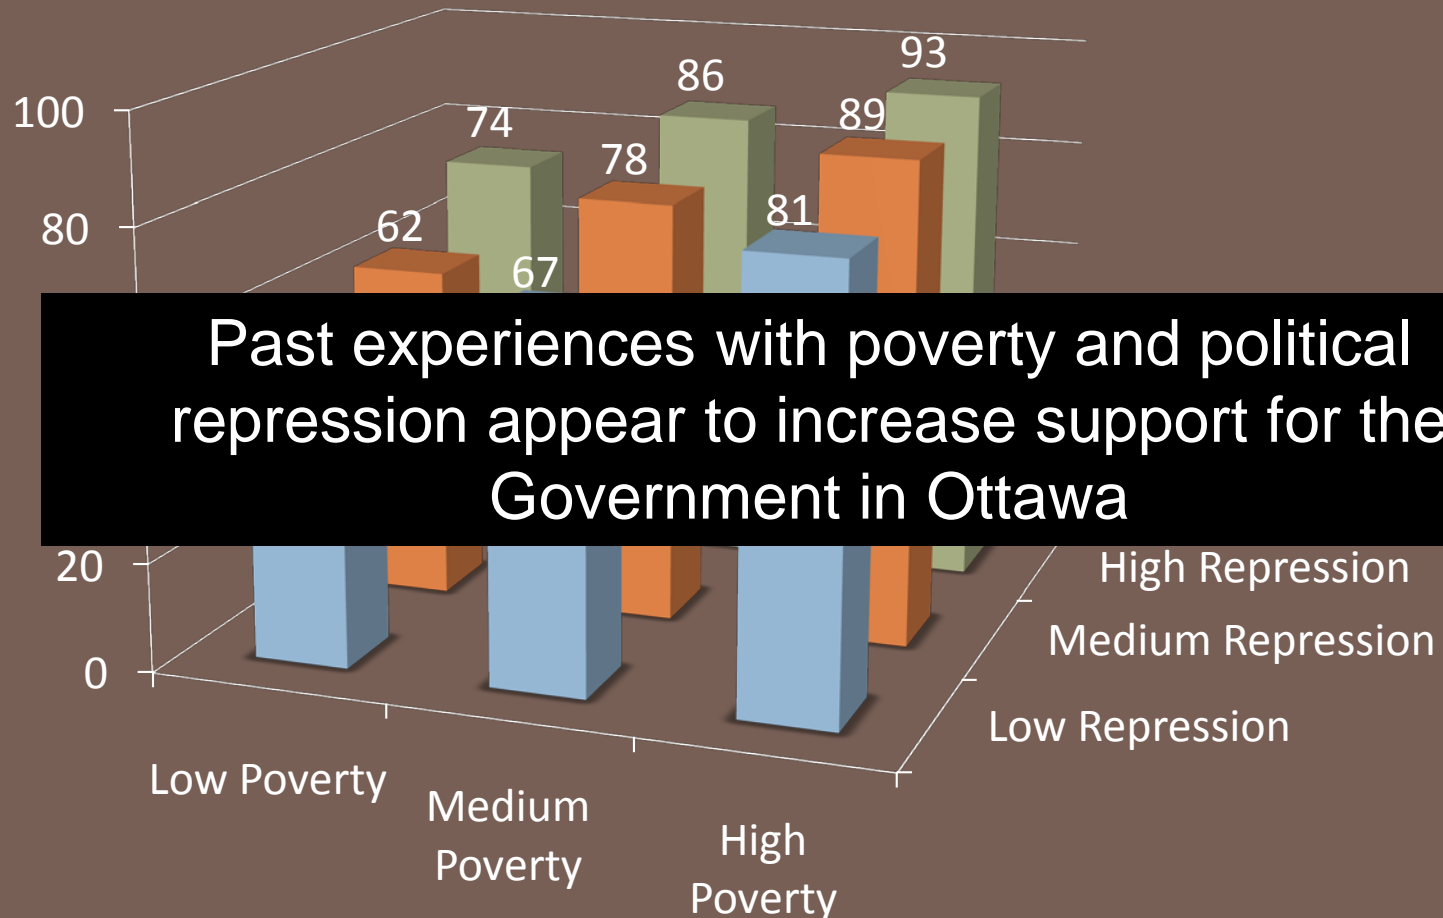 93
86
100
89
74
78
81
80
62
67
Past experiences with poverty and political
repression appear to increase support for the
Government in Ottawa
20
High Repression
Medium Repression
0
Low Repression
Low Poverty
Medium
Poverty
High
Poverty